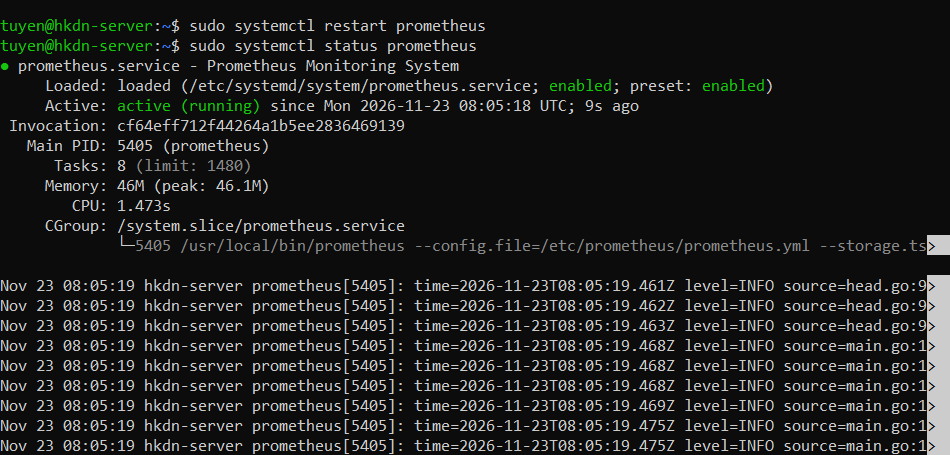 tuyen@hkdn-server:~$ sudo systemctl restart prometheus
tuyen@hkdn-server:~$ sudo systemctl status prometheus
● prometheus.service - Prometheus Monitoring System
Loaded: loaded (/etc/systemd/system/prometheus.service; enabled; preset: enabled)
Active: active (running) since Mon 2026-11-23 08:05:18 UTC; 9s ago
Invocation: cf64eff712f44264a1b5ee2836469139
Main PID: 5405 (prometheus)
Tasks: 8 (limit: 1480)
Memory: 46M (peak: 46.1M)
CPU: 1.473s
CGroup: /system.slice/prometheus.service
└─5405 /usr/local/bin/prometheus --config.file=/etc/prometheus/prometheus.yml --storage.ts>
Nov 23 08:05:19 hkdn-server prometheus[5405]: time=2026-11-23T08:05:19.461Z level=INFO source=head.go:9>
Nov 23 08:05:19 hkdn-server prometheus[5405]: time=2026-11-23T08:05:19.462Z level=INFO source=head.go:9>
Nov 23 08:05:19 hkdn-server prometheus[5405]: time=2026-11-23T08:05:19.463Z level=INFO source=head.go:9>
Nov 23 08:05:19 hkdn-server prometheus[5405]: time=2026-11-23T08:05:19.468Z level=INFO source=main.go:1>
Nov 23 08:05:19 hkdn-server prometheus[5405]: time=2026-11-23T08:05:19.468Z level=INFO source=main.go:1>
Nov 23 08:05:19 hkdn-server prometheus[5405]: time=2026-11-23T08:05:19.468Z level=INFO source=main.go:1>
Nov 23 08:05:19 hkdn-server prometheus[5405]: time=2026-11-23T08:05:19.469Z level=INFO source=main.go:1>
Nov 23 08:05:19 hkdn-server prometheus[5405]: time=2026-11-23T08:05:19.475Z level=INFO source=main.go:1>
Nov 23 08:05:19 hkdn-server prometheus[5405]: time=2026-11-23T08:05:19.475Z level=INFO source=main.go:1>